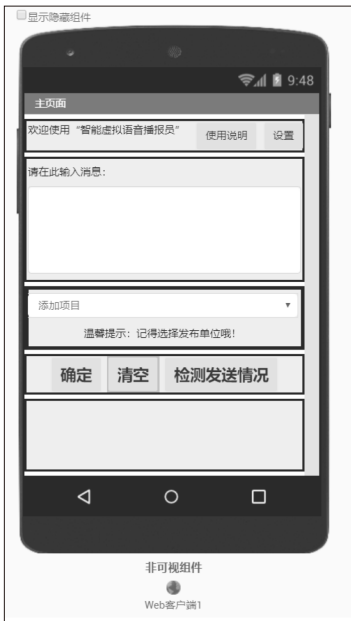 显示隐藏组件
9:48
主页面
欢迎使用“智能虚拟语音播报员” 使用说明 设置
请在此输入消息:
添加项目
温馨提示: 记得选择发布单位哦!
确定 清空 检测发送情况
非可视组件
Web客户端1